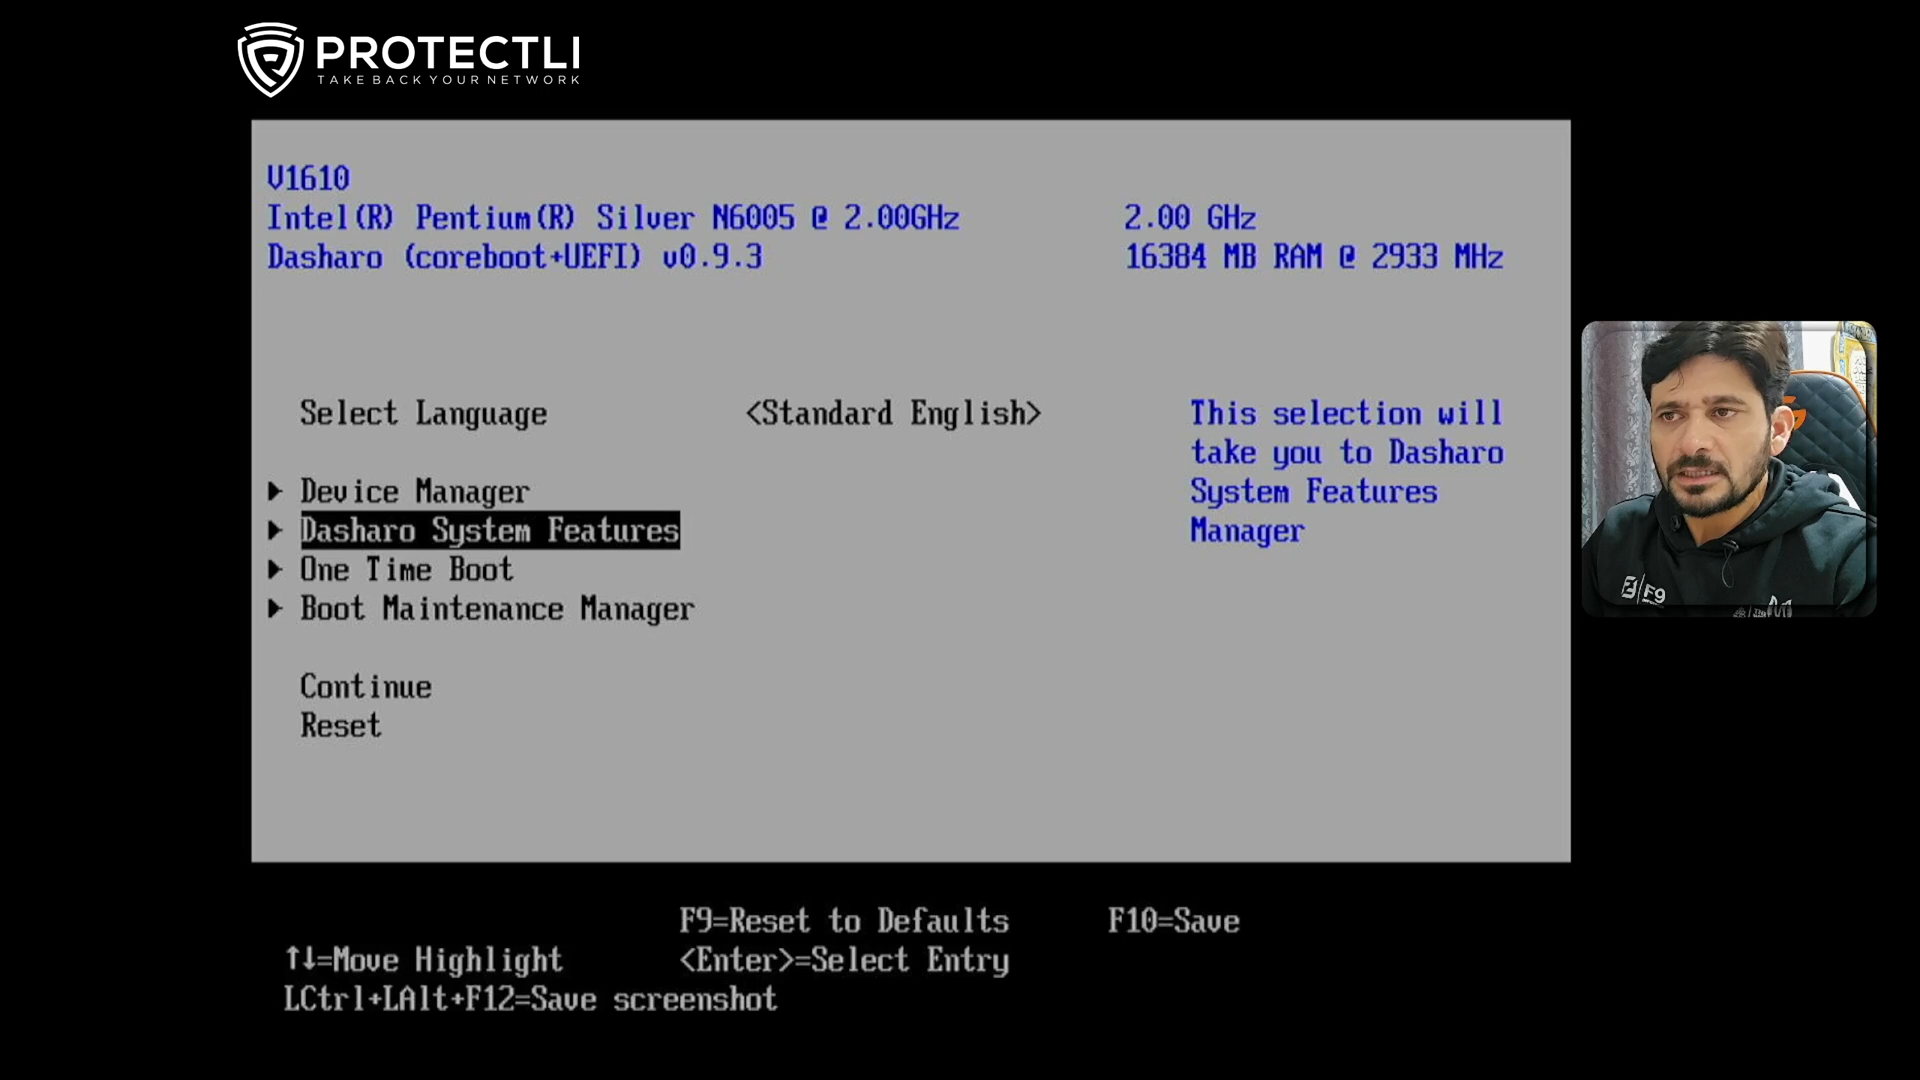 PROTECTLI
TAKE BACK YOUR NETWORK
V1610
Intel(R) Pentium(R) Silver N6005 @ 2.00GHz 2.00 GHz
Dasharo (coreboot+UEFI) v0.9.3 16384 MB RAM @ 2933 MHz
Select Language <Standard English>
This selection will
take you to Dasharo
System Features
Manager
Device Manager
Dasharo System Features
One Time Boot
Boot Maintenance Manager
Continue
Reset
F9
F9=Reset to Defaults F10=Save
↑↓=Move Highlight <Enter>=Select Entry
LCtrl+LAlt+F12=Save screenshot